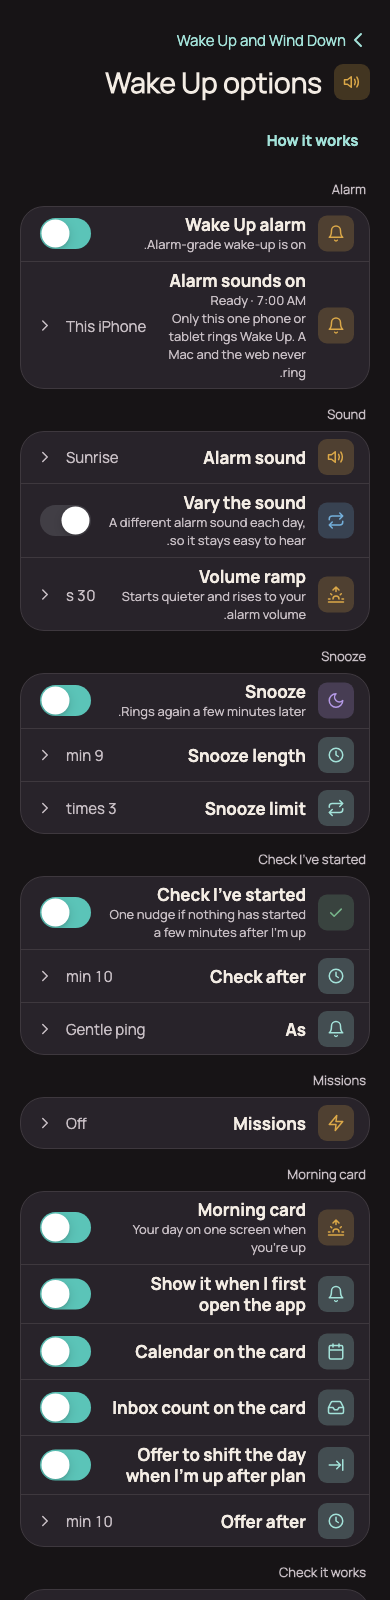 Wake Up and Wind Down
Wake Up options
How it works
Alarm
Wake Up alarm
.Alarm-grade wake-up is on
Alarm sounds on
Ready · 7:00 AM
Only this one phone or
tablet rings Wake Up. A
Mac and the web never
.ring
This iPhone
Sound
Alarm sound
Sunrise
Vary the sound
A different alarm sound each day,
.so it stays easy to hear
Volume ramp
Starts quieter and rises to your
.alarm volume
s 30
Snooze
Snooze
.Rings again a few minutes later
Snooze length
min 9
Snooze limit
times 3
Check I've started
Check I've started
One nudge if nothing has started
a few minutes after I'm up
Check after
min 10
As
Gentle ping
Missions
Missions
Off
Morning card
Morning card
Your day on one screen when
you're up
Show it when I first
open the app
Calendar on the card
Inbox count on the card
Offer to shift the day
when I'm up after plan
Offer after
min 10
Check it works